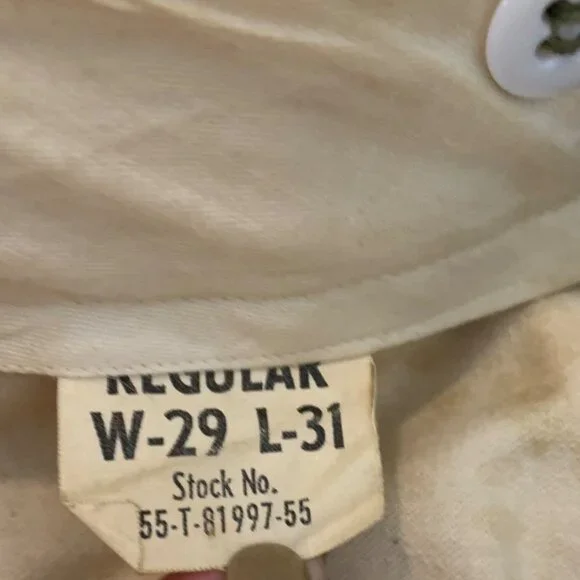 REGULAR
W-29 L-31
Stock No.
55-T-81997-55